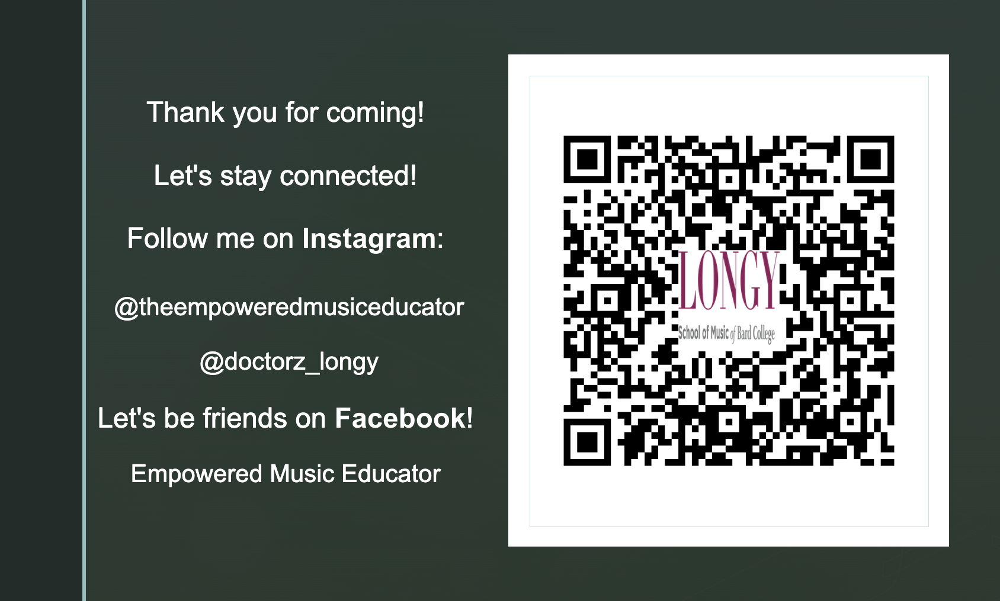 Thank you for coming!
Let's stay connected!
Follow me on Instagram:
@theempoweredmusiceducator
@doctorz_longy
Let's be friends on Facebook!
Empowered Music Educator
LONGY
School of Music of Bard College